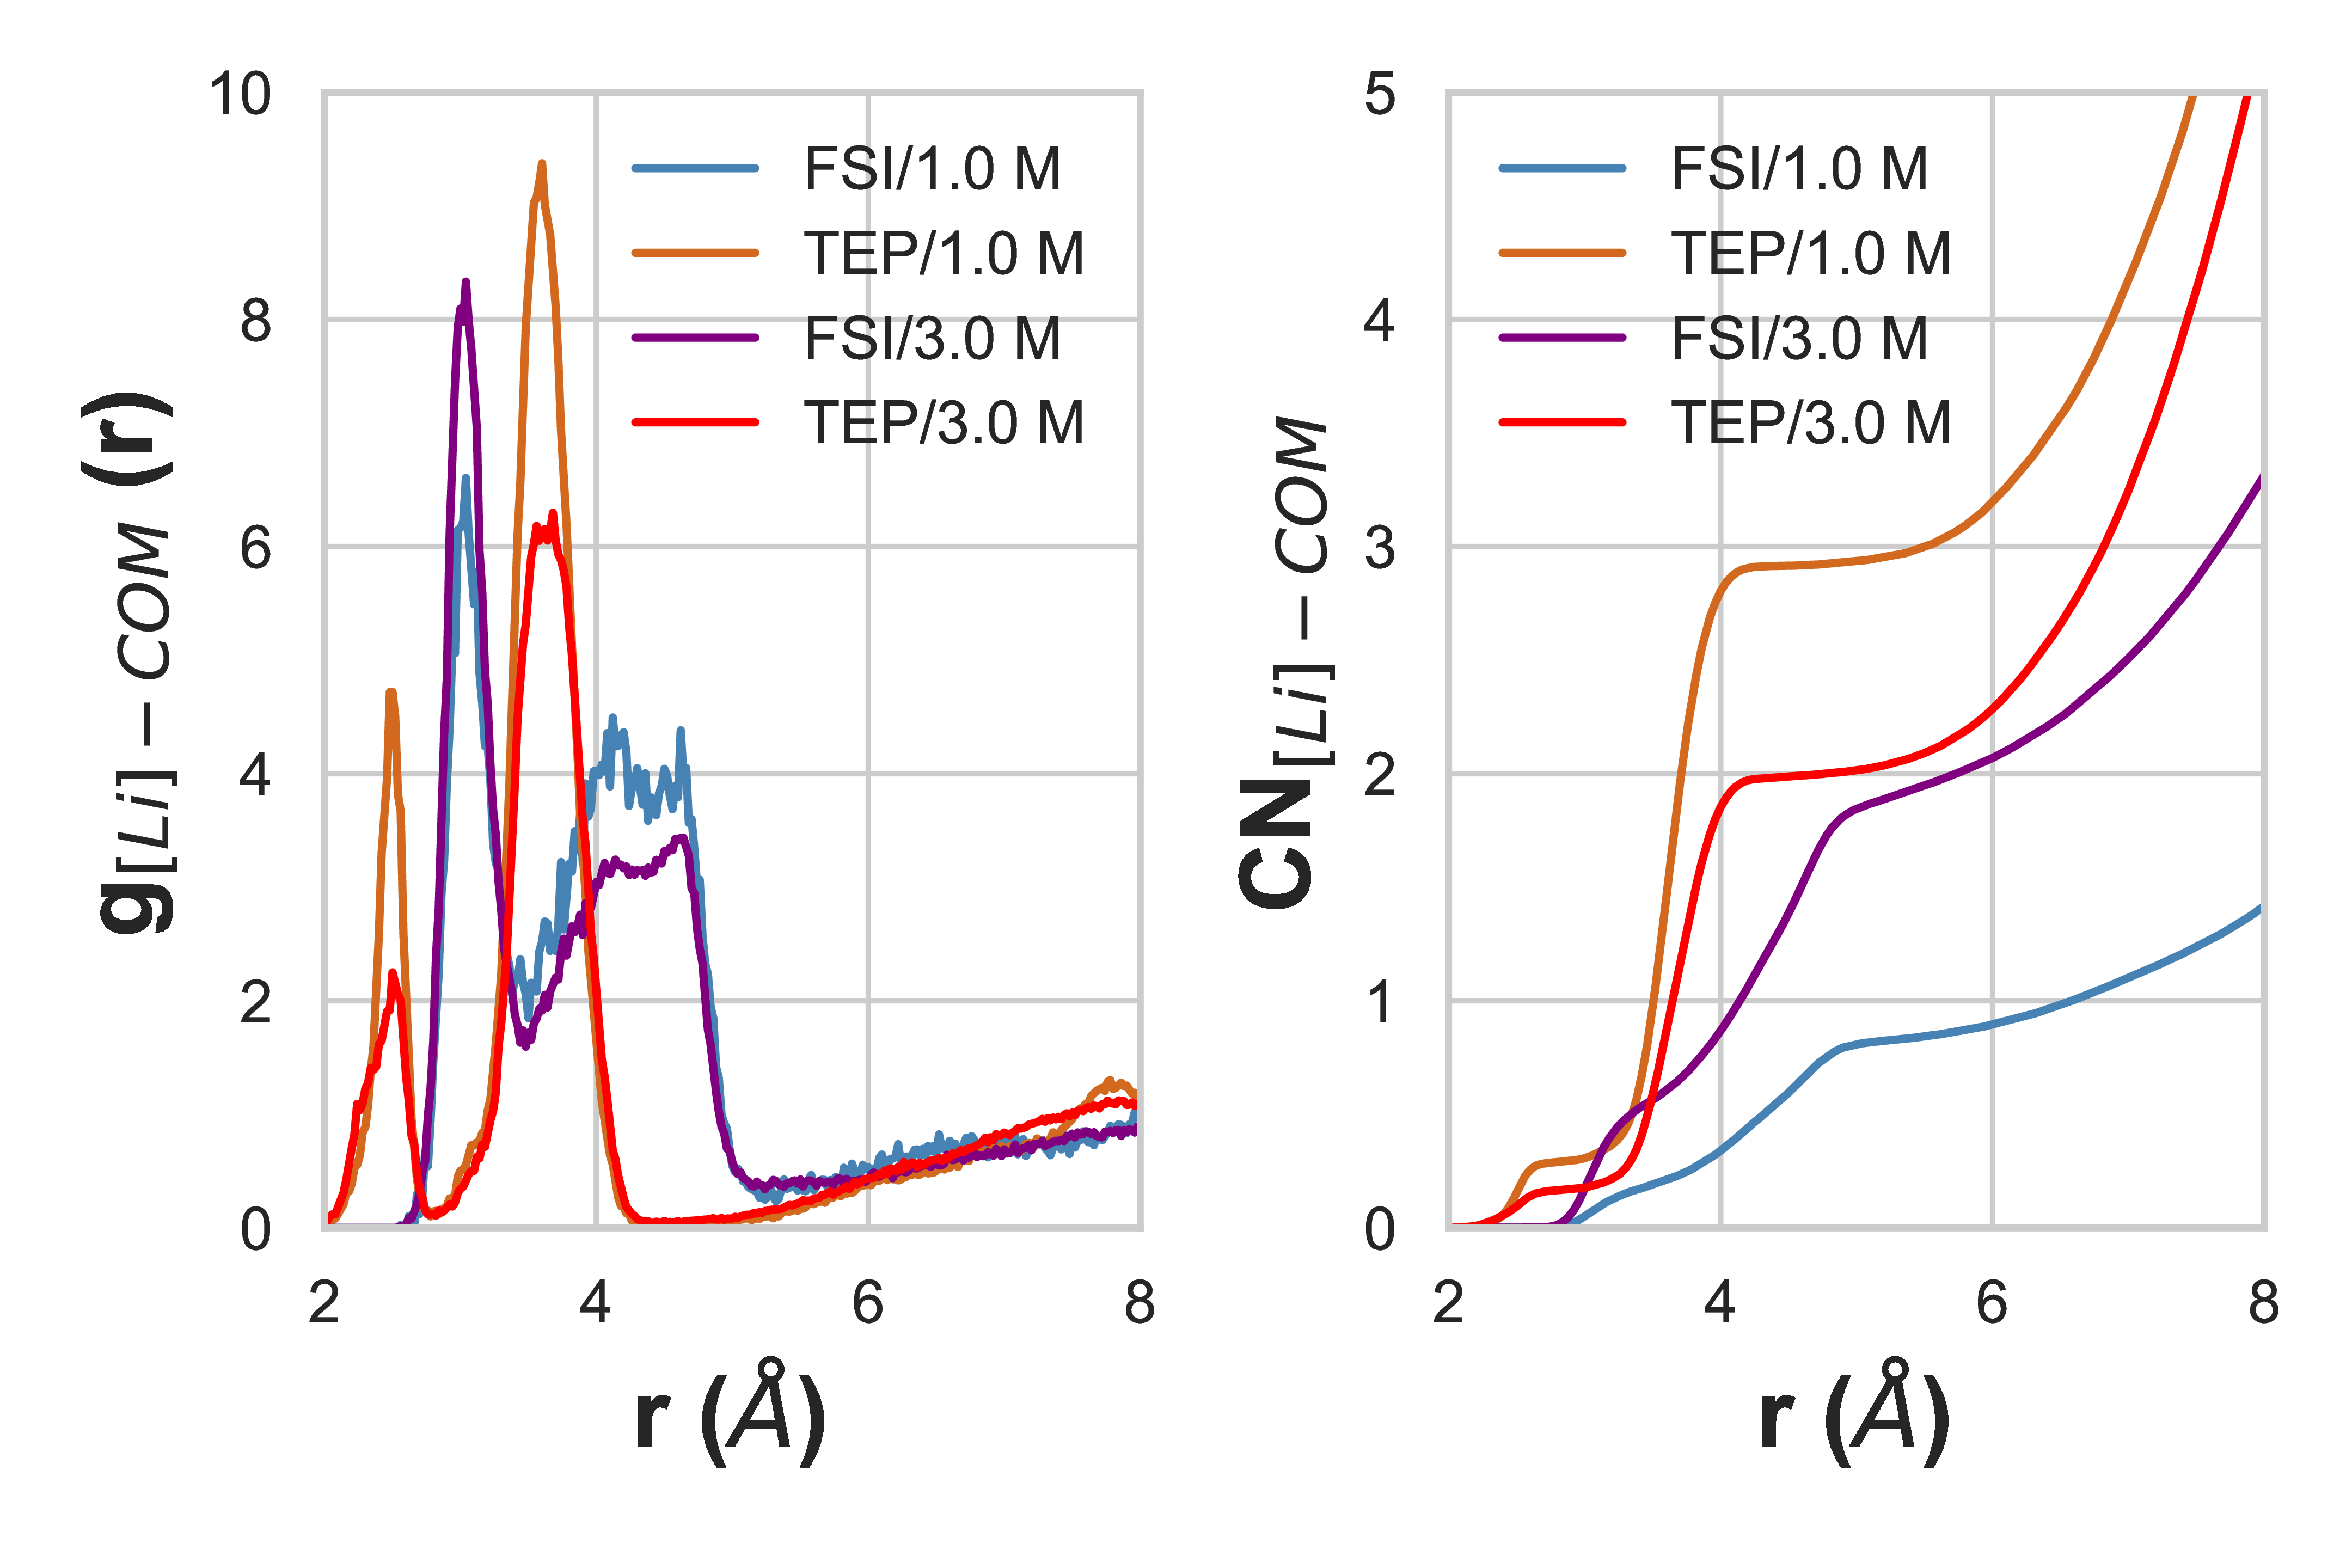 10
8
6
4
2
0
2
4
6
8
g[Li]−COM (r)
r (Å)
FSI/1.0 M
TEP/1.0 M
FSI/3.0 M
TEP/3.0 M
5
4
3
2
1
0
2
4
6
8
CN[Li]−COM
r (Å)
FSI/1.0 M
TEP/1.0 M
FSI/3.0 M
TEP/3.0 M